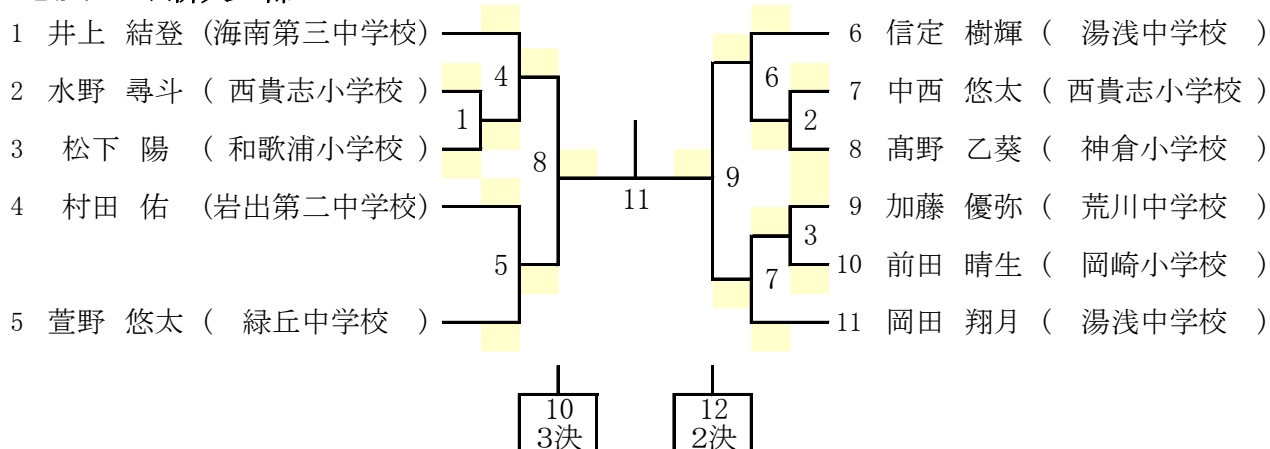 1 井上 結登 (海南第三中学校)
2 水野 尋斗 ( 西貴志小学校 )
3 松下 陽 ( 和歌浦小学校 )
4 村田 佑 (岩出第二中学校)
5 萱野 悠太 ( 緑丘中学校 )
4
1
8
5
11
9
6
2
3
7
6 信定 樹輝 ( 湯浅中学校 )
7 中西 悠太 ( 西貴志小学校 )
8 髙野 乙葵 ( 神倉小学校 )
9 加藤 優弥 ( 荒川中学校 )
10 前田 晴生 ( 岡崎小学校 )
11 岡田 翔月 ( 湯浅中学校 )
10
3決
12
2決